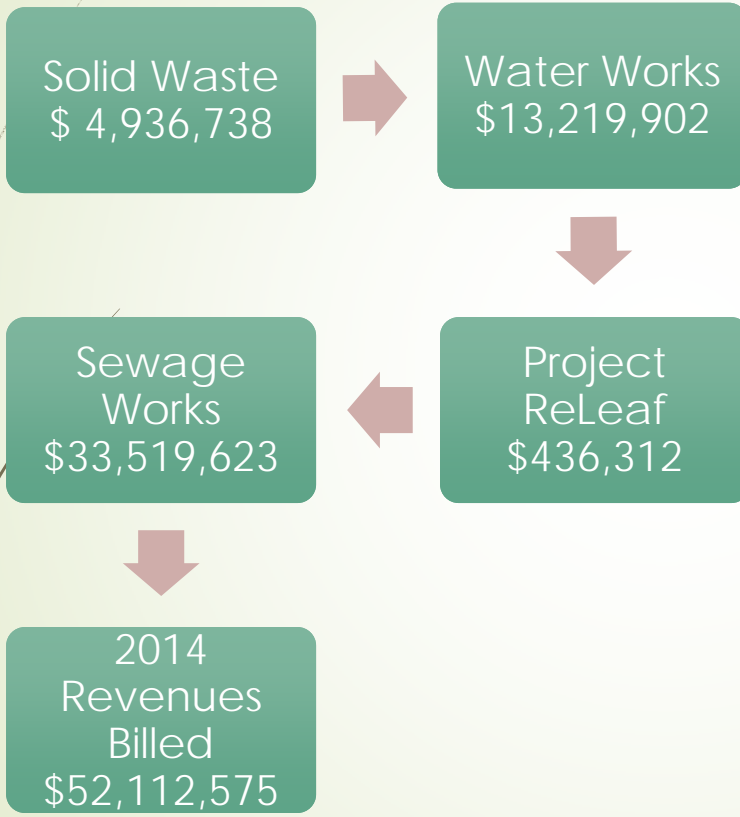 Solid Waste
$ 4,936,738
Water Works
$13,219,902
Project
ReLeaf
$436,312
Sewage
Works
$33,519,623
2014
Revenues
Billed
$52,112,575